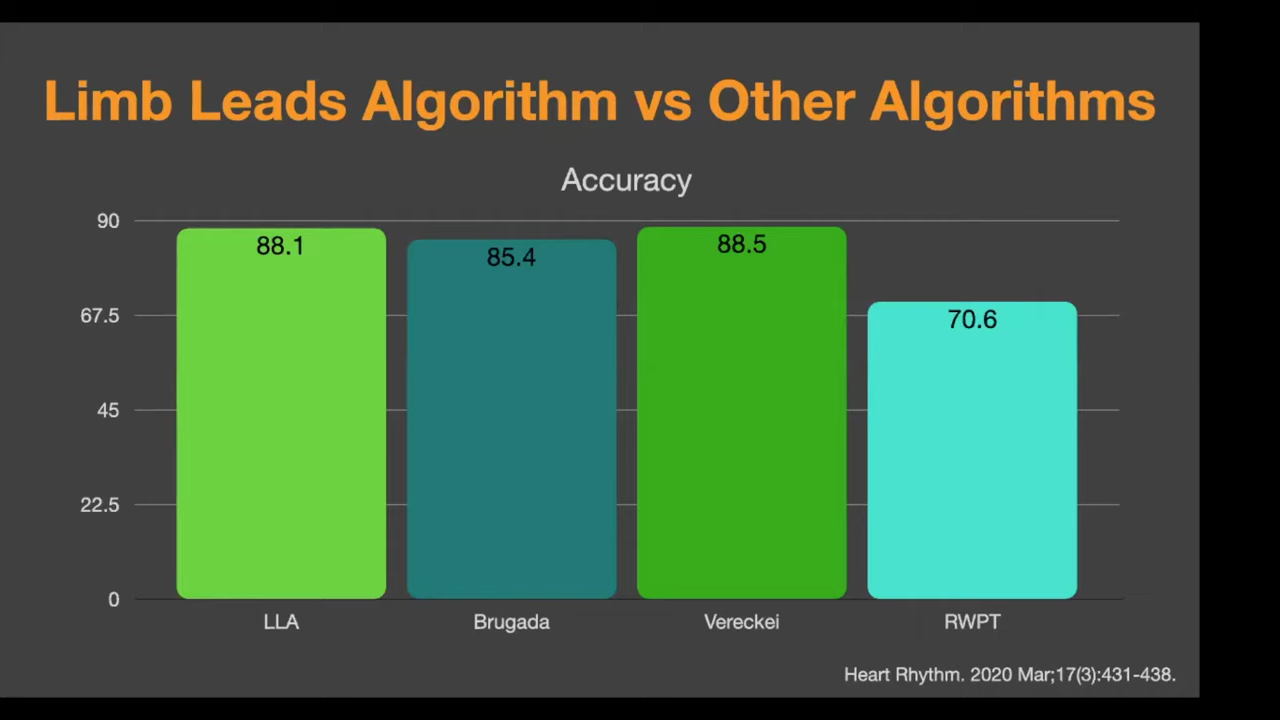 Limb Leads Algorithm vs Other Algorithms
Accuracy
90
88.1
85.4
88.5
67.5
70.6
45
22.5
0
LLA
Brugada
Vereckei
RWPT
Heart Rhythm. 2020 Mar;17(3):431-438.